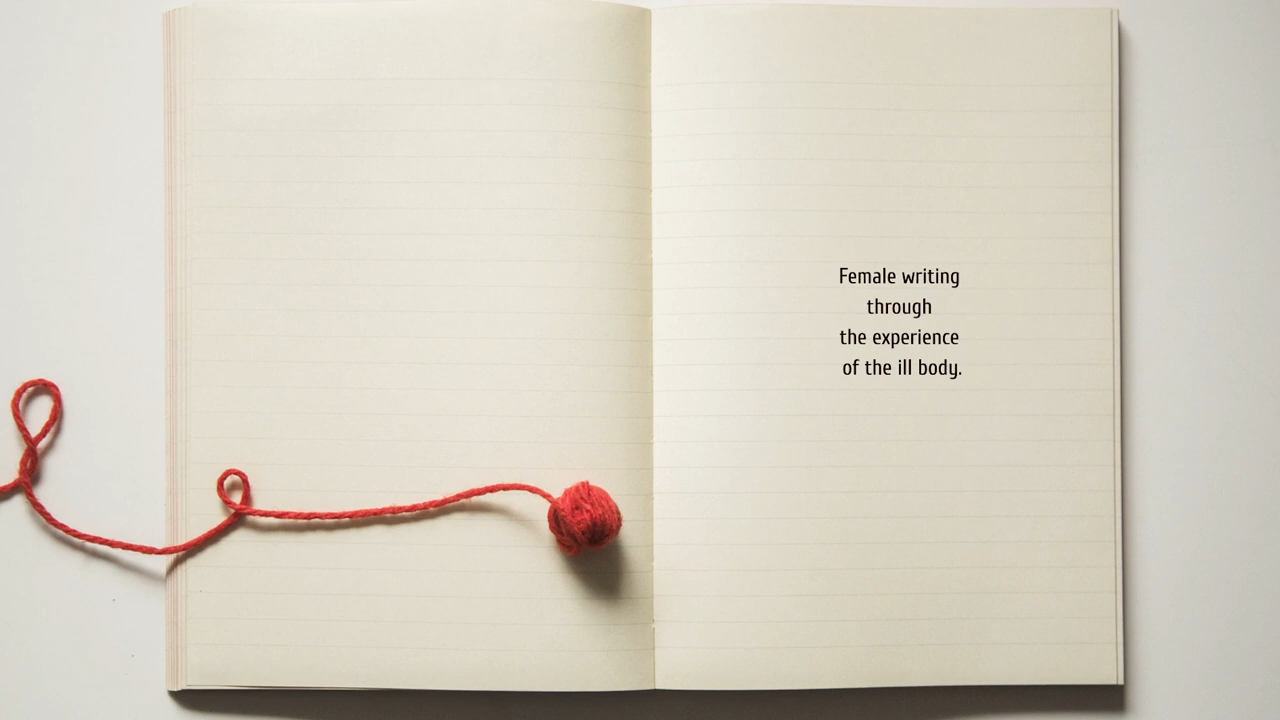 Female writing
through
the experience
of the ill body.